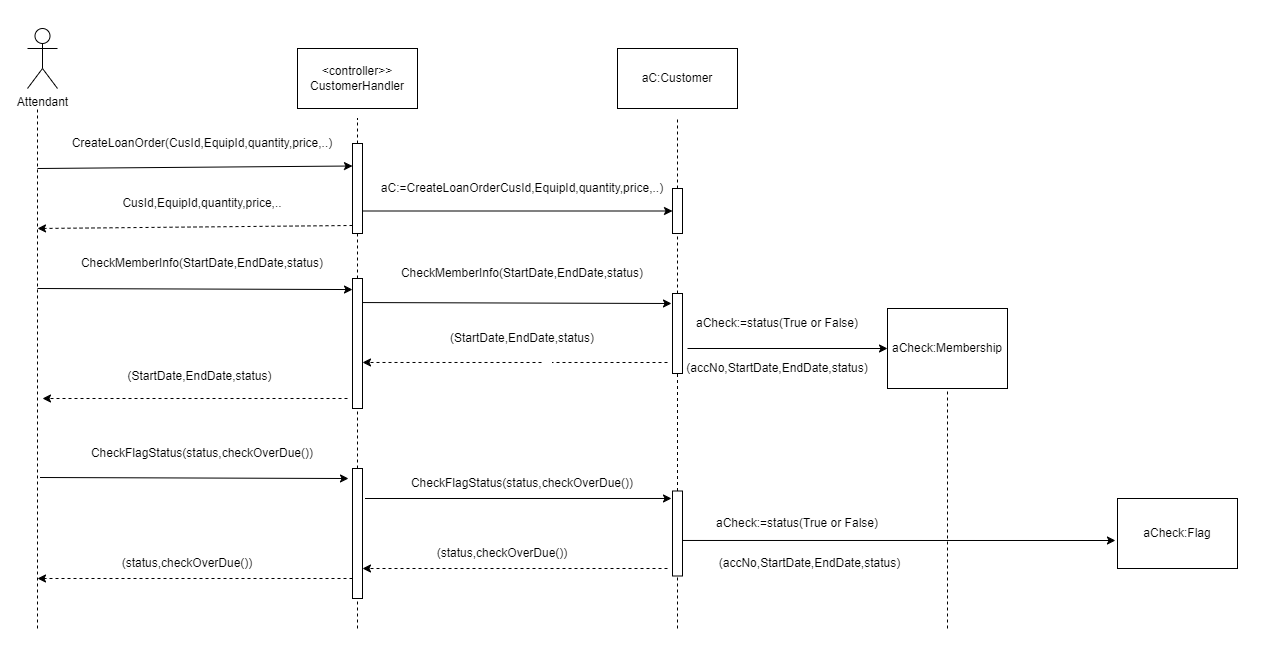 <controller>>
CustomerHandler
aC:Customer
Attendant
CreateLoanOrder(CusId,EquipId,quantity,price,..)
aC:=CreateLoanOrderCusId,EquipId,quantity,price,..)
CusId,EquipId,quantity,price,..
CheckMemberInfo(StartDate,EndDate,status)
CheckMemberInfo(StartDate,EndDate,status)
aCheck:=status(True or False)
(StartDate,EndDate,status)
aCheck:Membership
(accNo,StartDate,EndDate,status)
(StartDate,EndDate,status)
CheckFlagStatus(status,checkOverDue())
CheckFlagStatus(status,checkOverDue())
aCheck:=status(True or False)
aCheck:Flag
(status,checkOverDue())
(status,checkOverDue())
(accNo,StartDate,EndDate,status)